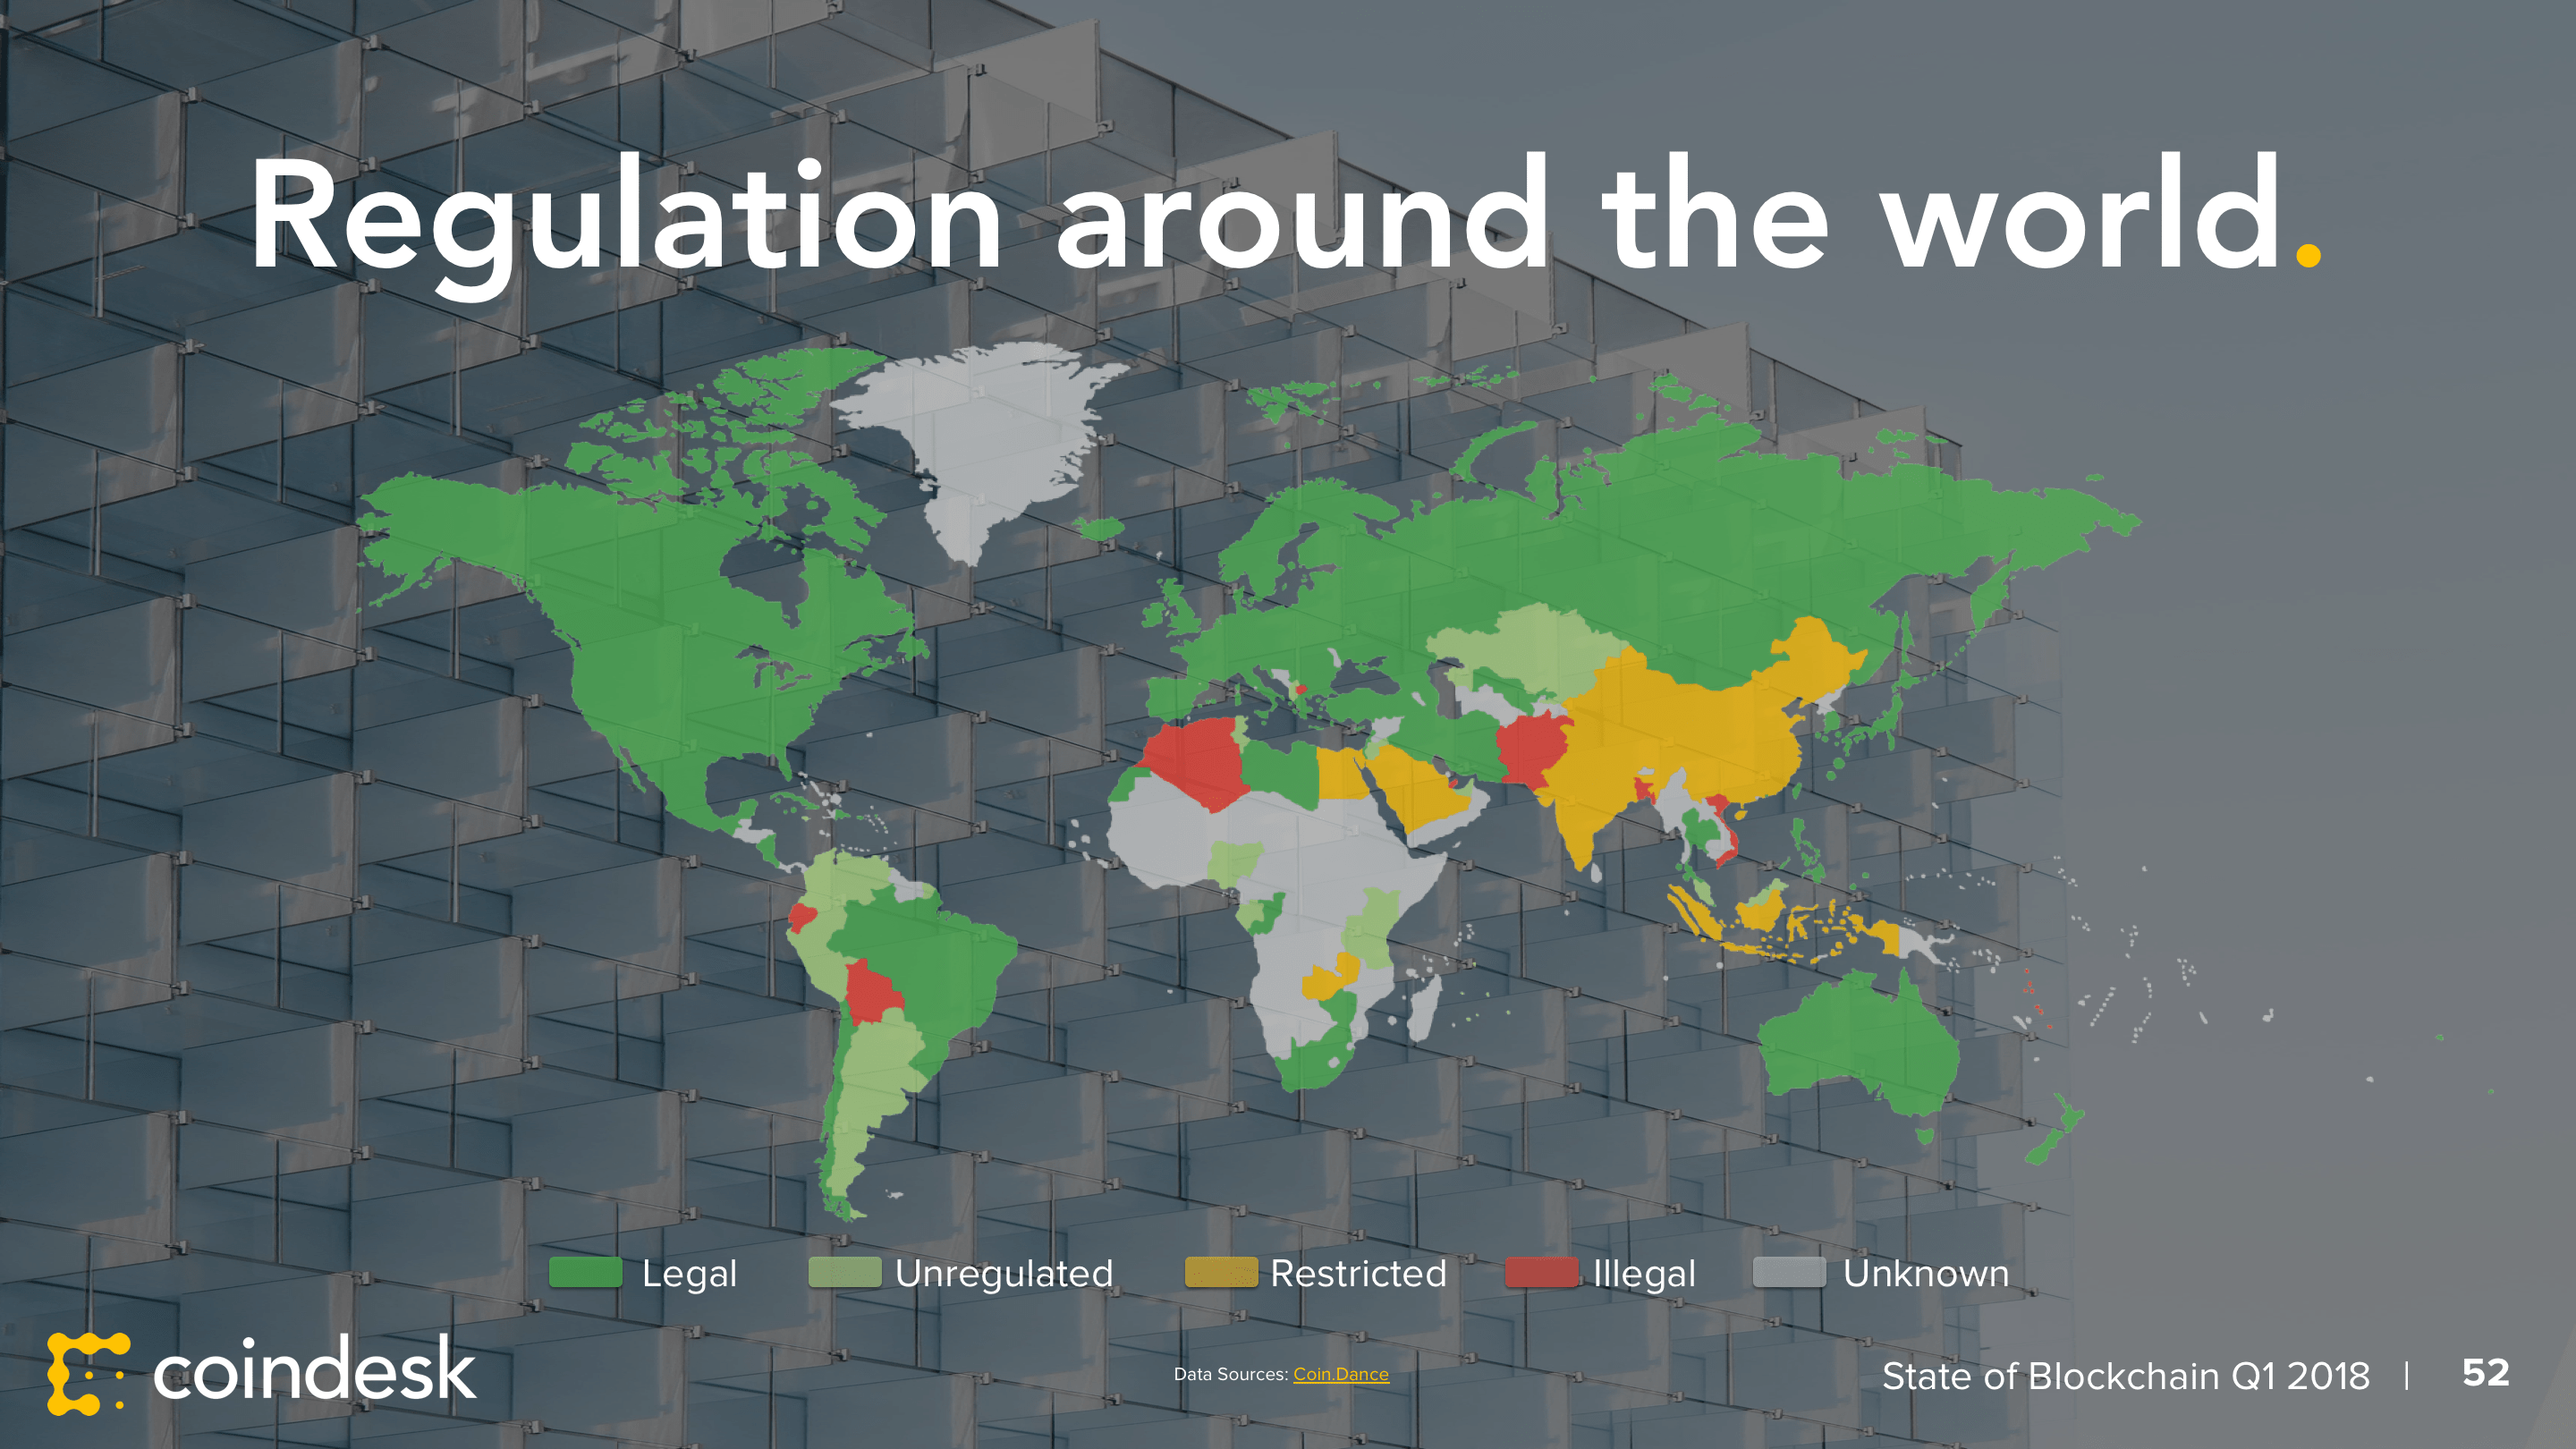 Regulation around the world.
Legal
Unregulated
Restricted
Illegal
Unknown
coindesk
Data Sources: Coin.Dance
State of Blockchain Q1 2018 | 52